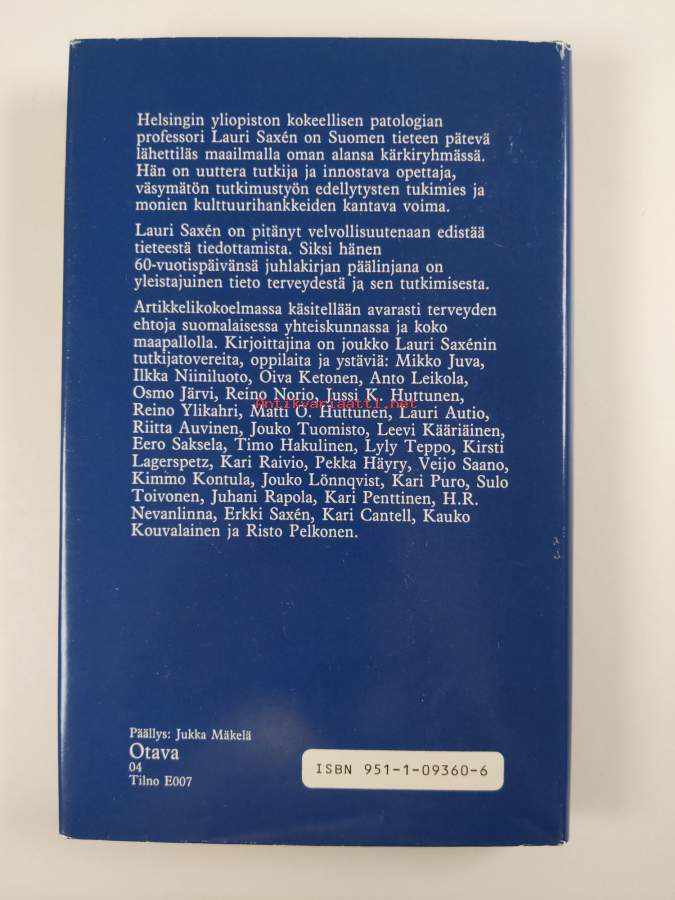 Helsingin yliopiston kokeellisen patologian
professori Lauri Saxén on Suomen tieteen pätevä
lähettiläs maailmalla oman alansa kärkiryhmässä.
Hän on uuttera tutkija ja innostava opettaja,
väsymätön tutkimustyön edellytysten tukimies ja
monien kulttuurihankkeiden kantava voima.
Lauri Saxén on pitänyt velvollisuutenaan edistää
tieteestä tiedottamista. Siksi hänen
60-vuotispäivänsä juhlakirjan päälinjana on
yleistajuinen tieto terveydestä ja sen tutkimisesta.
Artikkelikokoelmassa käsitellään avarasti terveyden
ehtoja suomalaisessa yhteiskunnassa ja koko
maapallolla. Kirjoittajina on joukko Lauri Saxénin
tutkijatovereita, oppilaita ja ystäviä: Mikko Juva,
Ilkka Niiniluoto, Oiva Ketonen, Anto Leikola,
Osmo Järvi, Reino Norio, Jussi K. Huttunen,
antikvariaatti.net
Reino Ylikahri, Matti O. Huttunen, Lauri Autio,
Riitta Auvinen, Jouko Tuomisto, Leevi Kääriäinen,
Eero Saksela, Timo Hakulinen, Lyly Teppo, Kirsti
Lagerspetz, Kari Raivio, Pekka Häyry, Veijo Saano,
Kimmo Kontula, Jouko Lönnqvist, Kari Puro, Sulo
Toivonen, Juhani Rapola, Kari Penttinen, H.R.
Nevanlinna, Erkki Saxén, Kari Cantell, Kauko
Kouvalainen ja Risto Pelkonen.
Päällys: Jukka Mäkelä
Otava
04
Tilno E007
ISBN 951-1-09360-6